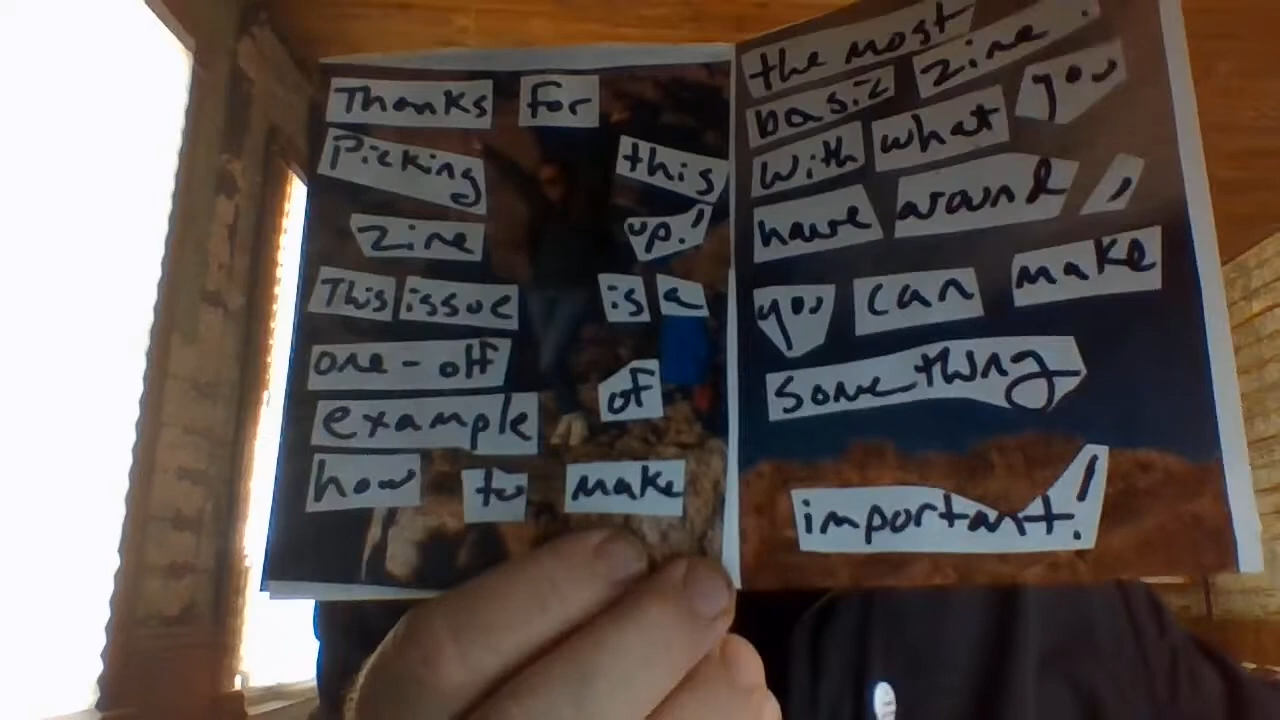 Thanks for
Picking this
zine up!
This issue is a
one-off
example of
how to make
the most
basic zine.
with what you
have around,
you can make
something
important!